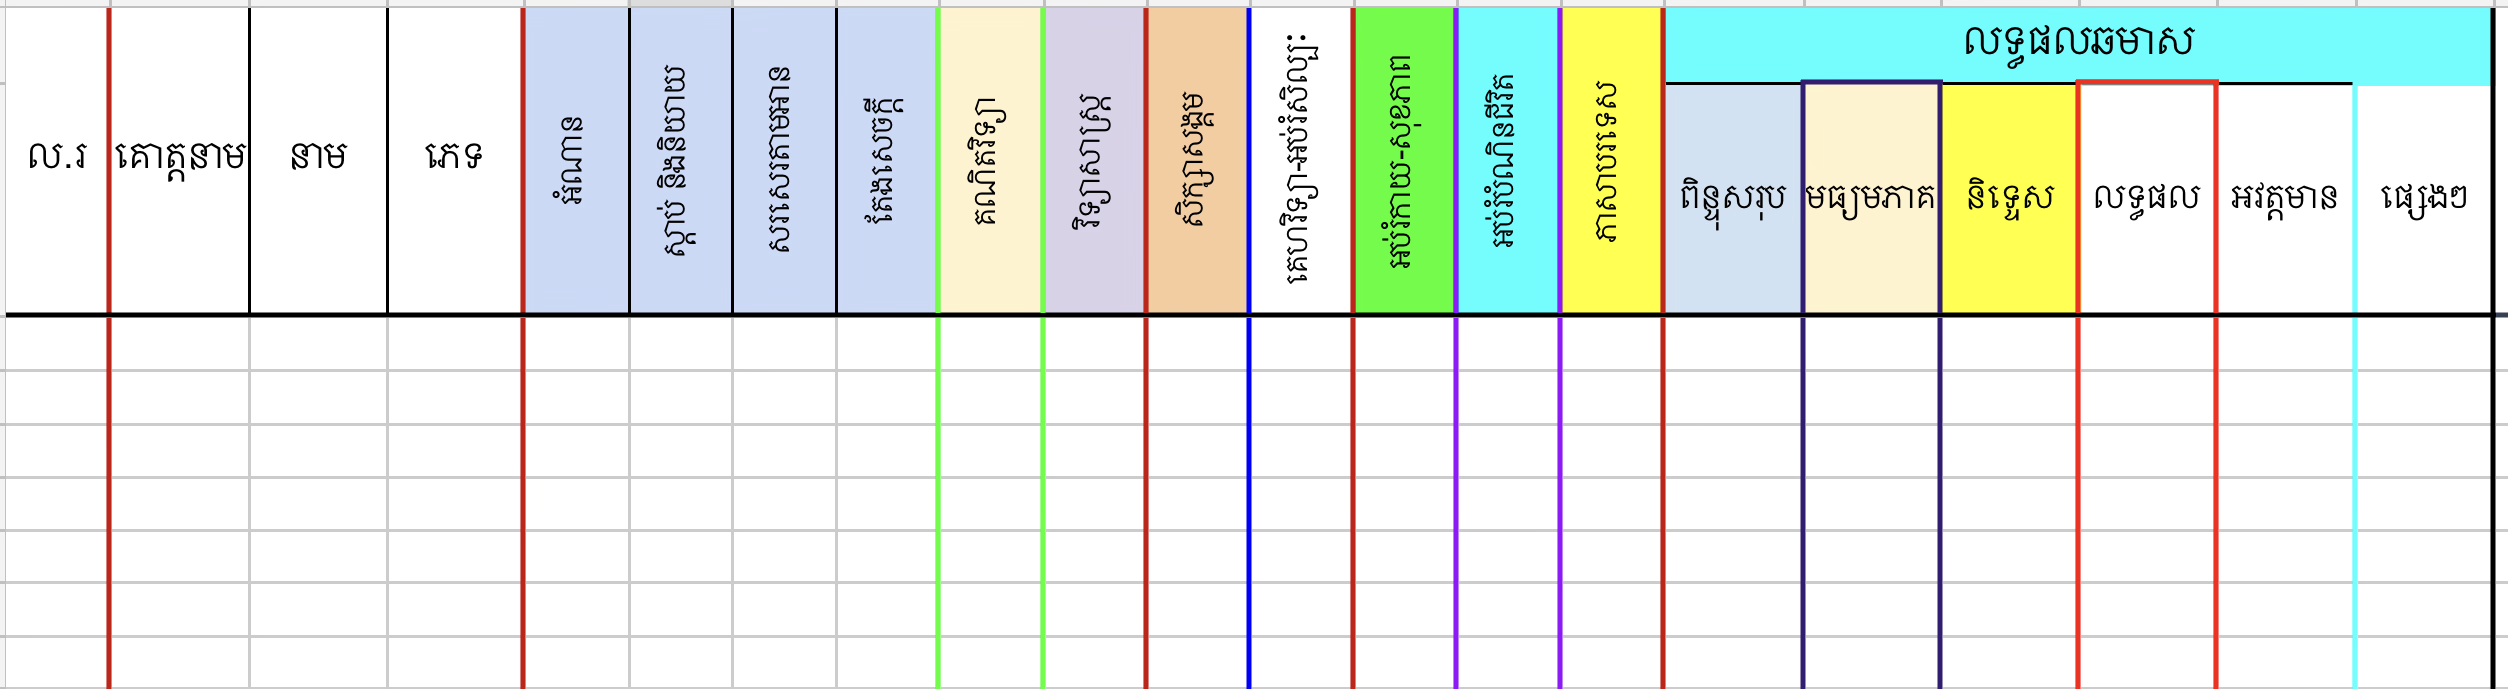 លទ្ធផលឆមាស
ល.រ
គោត្តនាម
នាម
ភេទ
អំណាន
ស្តាប់ និងនិយាយ
សរសេរតាមអាន
តែងសេចក្តី
គណិតវិទ្យា
វិទ្យាសាស្ត្រ
សិក្សាសង្គម
គេហវិទ្យា-អប់រំសិល្បៈ
អប់រំកាយ-សុខភាព
អប់រំបំណិនជីវិត
ភាសាបរទេស
ពិន្ទុសរុប
មធ្យមភាគ
និទ្ទេស
លទ្ធផល
អវត្តមាន
ផ្សេងៗ